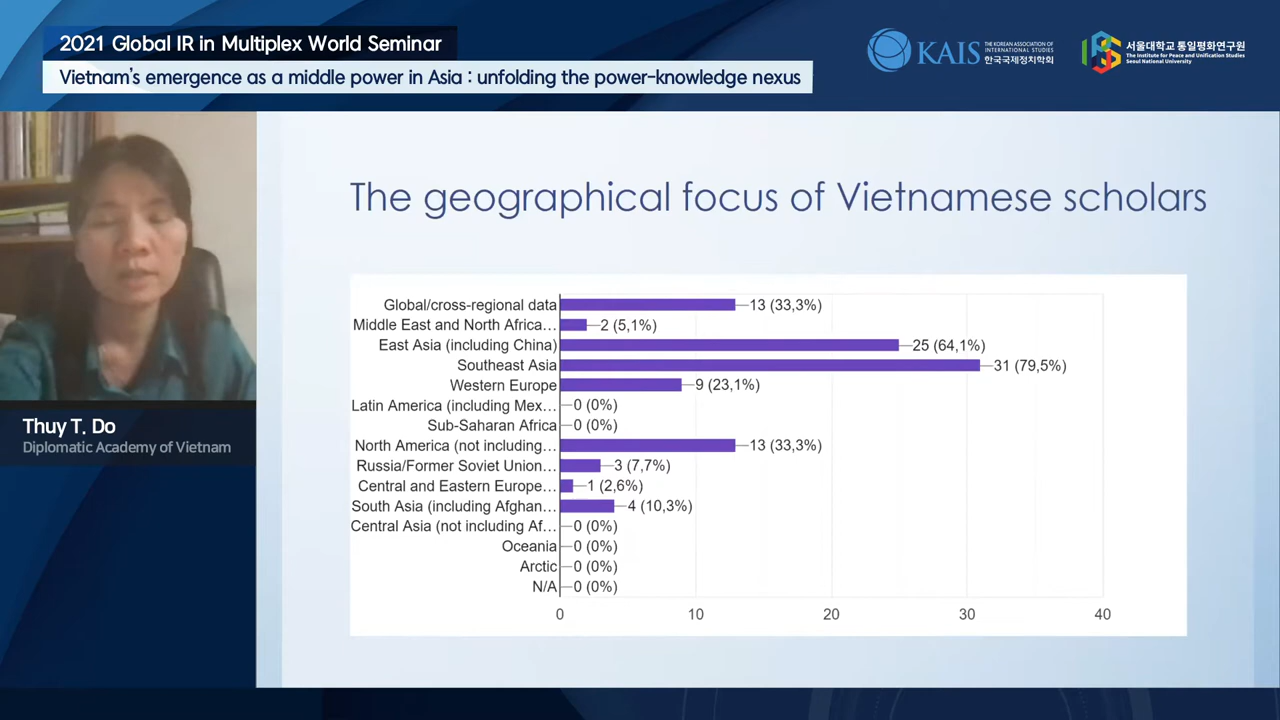 2021 Global IR in Multiplex World Seminar
Vietnam's emergence as a middle power in Asia : unfolding the power-knowledge nexus
KAIS
THE KOREAN ASSOCIATION OF
INTERNATIONAL STUDIES
한국국제정치학회
서울대학교 통일평화연구원
The Institute for Peace and Unification Studies
Seoul National University
The geographical focus of Vietnamese scholars
Global/cross-regional data 13 (33,3%)
Middle East and North Africa… 2 (5,1%)
East Asia (including China) 25 (64,1%)
Southeast Asia 31 (79,5%)
Western Europe 9 (23,1%)
Latin America (including Mex… 0 (0%)
Sub-Saharan Africa 0 (0%)
North America (not including… 13 (33,3%)
Russia/Former Soviet Union… 3 (7,7%)
Central and Eastern Europe… 1 (2,6%)
South Asia (including Afghan… 4 (10,3%)
Central Asia (not including Af… 0 (0%)
Oceania 0 (0%)
Arctic 0 (0%)
N/A 0 (0%)
0 10 20 30 40
Thuy T. Do
Diplomatic Academy of Vietnam